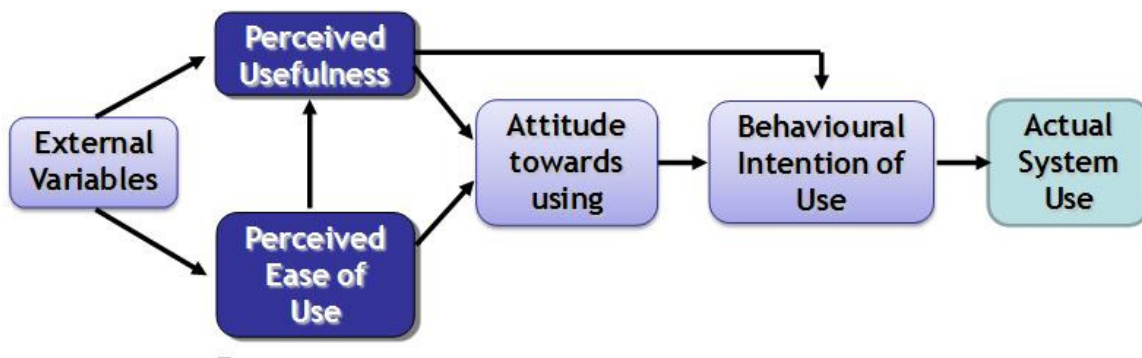 Perceived
Usefulness
External
Variables
Perceived
Ease of
Use
Attitude
towards
using
Behavioural
Intention of
Use
Actual
System
Use